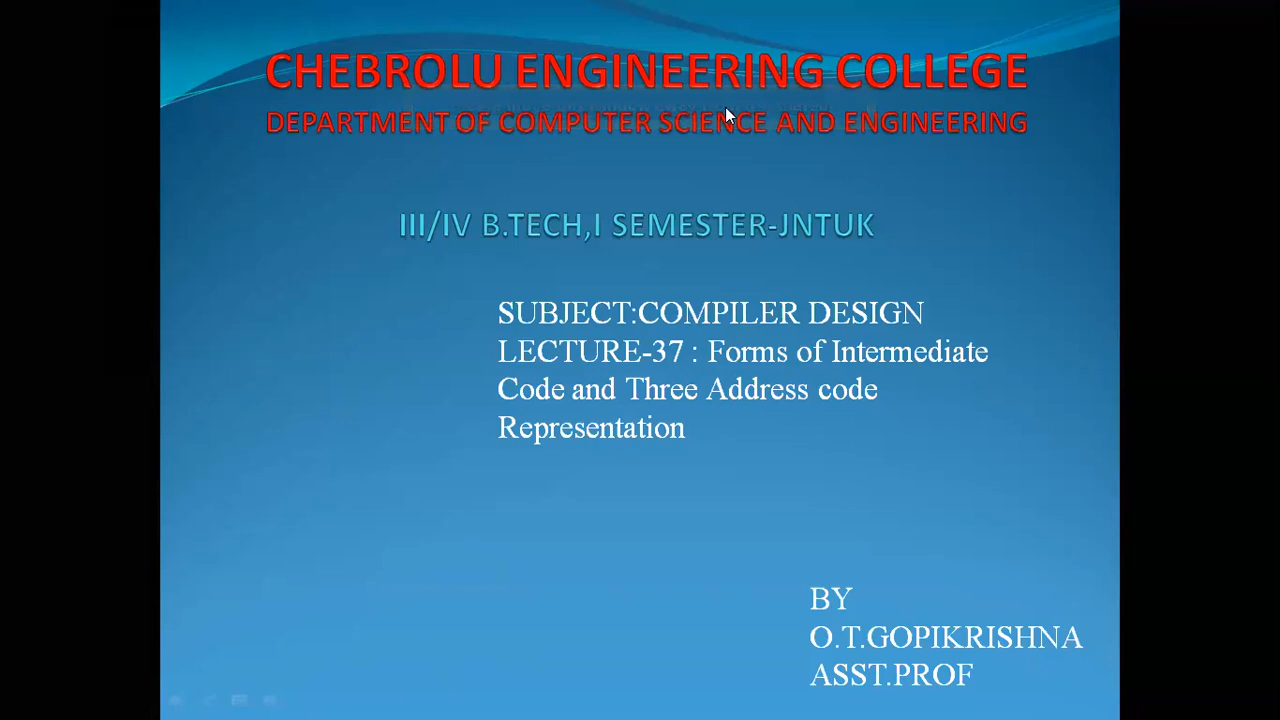 CHEBROLU ENGINEERING COLLEGE
DEPARTMENT OF COMPUTER SCIENCE AND ENGINEERING
III/IV B.TECH,I SEMESTER-JNTUK
SUBJECT:COMPILER DESIGN
LECTURE-37 : Forms of Intermediate
Code and Three Address code
Representation
BY
O.T.GOPIKRISHNA
ASST.PROF